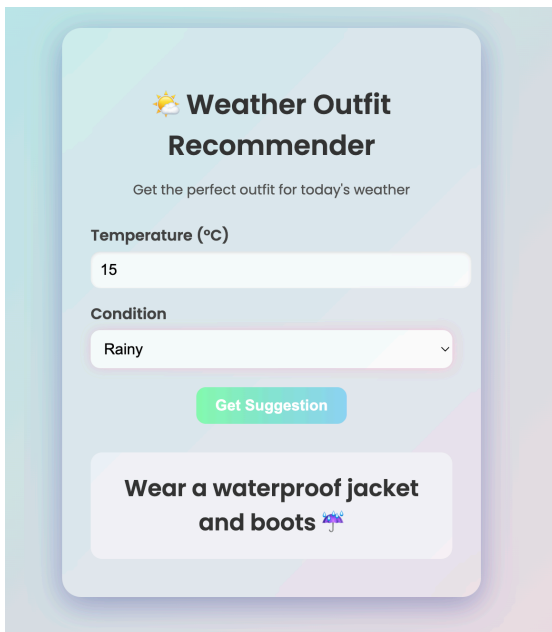 🌤️ Weather Outfit
Recommender
Get the perfect outfit for today's weather
Temperature (°C)
15
Condition
Rainy
Get Suggestion
Wear a waterproof jacket
and boots ☔